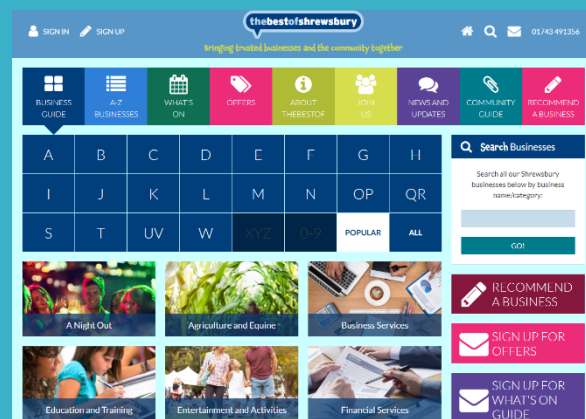 SIGN IN
SIGN UP
thebestofshrewsbury
Bringing trusted businesses and the community together
01743 491356
BUSINESS
GUIDE
A-Z
BUSINESSES
WHAT'S
ON
OFFERS
ABOUT
THEBESTOF
JOIN
US
NEWS AND
UPDATES
COMMUNITY
GUIDE
RECOMMEND
A BUSINESS
A B C D E F G H
I J K L M N OP QR
S T UV W XYZ 0-9 POPULAR ALL
Search Businesses
Search all our Shrewsbury
businesses below by business
name/category:
GO!
A Night Out
Agriculture and Equine
Business Services
RECOMMEND
A BUSINESS
SIGN UP FOR
OFFERS
Education and Training
Entertainment and Activities
Financial Services
SIGN UP FOR
WHAT'S ON
GUIDE